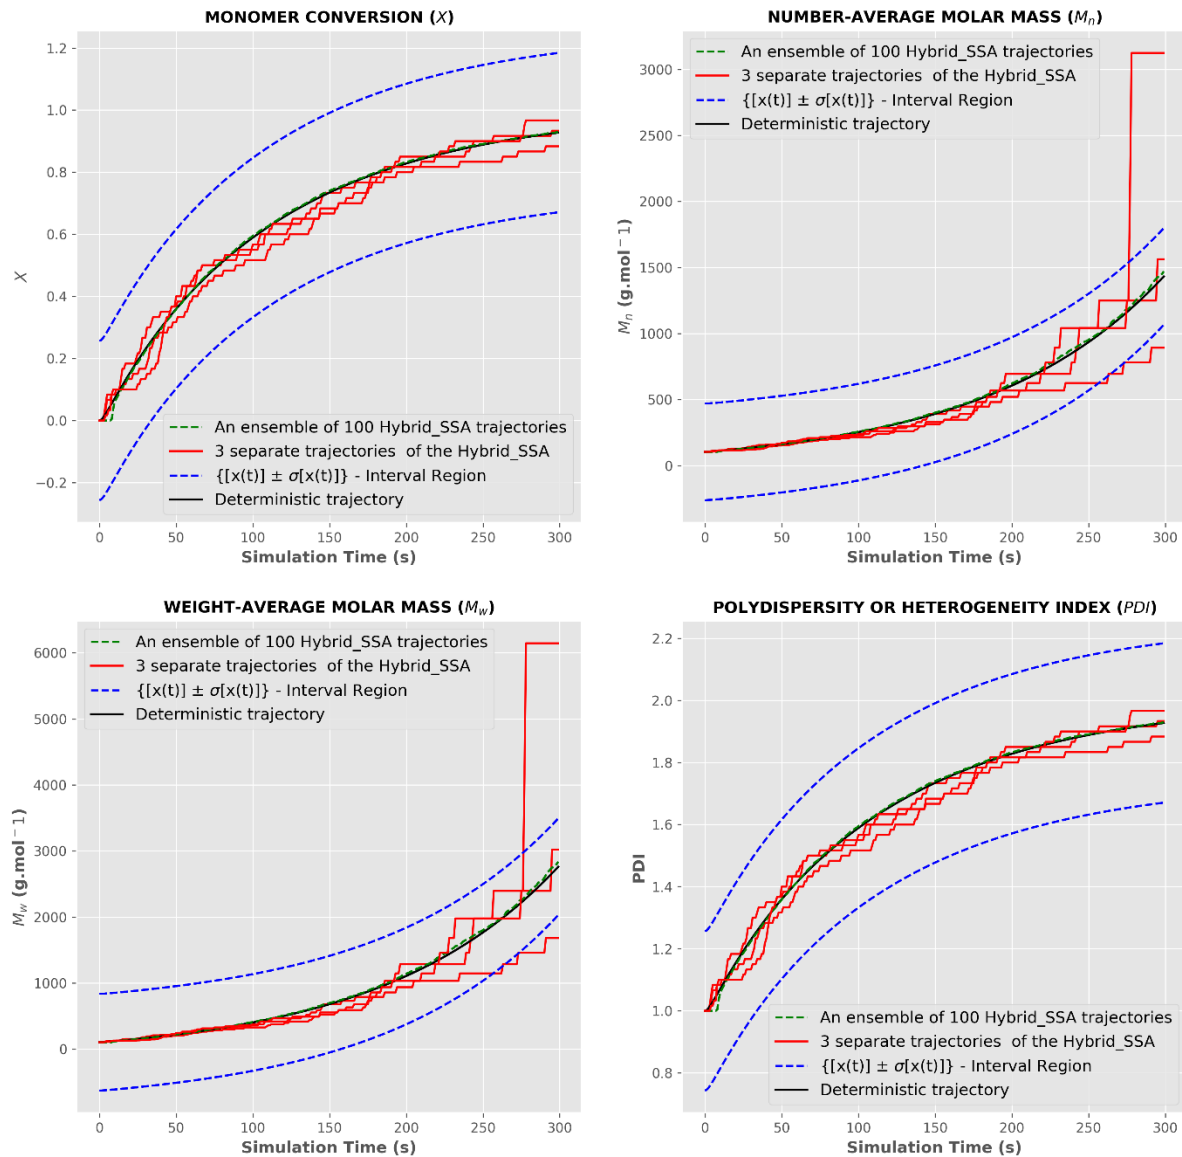 MONOMER CONVERSION (X)
1.2
1.0
0.8
0.6
0.4
0.2
0.0
−0.2
X
An ensemble of 100 Hybrid_SSA trajectories
3 separate trajectories of the Hybrid_SSA
{[x(t)] ± σ[x(t)]} - Interval Region
Deterministic trajectory
0 50 100 150 200 250 300
Simulation Time (s)
NUMBER-AVERAGE MOLAR MASS (Mn)
An ensemble of 100 Hybrid_SSA trajectories
3 separate trajectories of the Hybrid_SSA
{[x(t)] ± σ[x(t)]} - Interval Region
Deterministic trajectory
3000
2500
2000
1500
1000
500
0
Mn (g.mol⁻¹)
0 50 100 150 200 250 300
Simulation Time (s)
WEIGHT-AVERAGE MOLAR MASS (Mw)
An ensemble of 100 Hybrid_SSA trajectories
3 separate trajectories of the Hybrid_SSA
{[x(t)] ± σ[x(t)]} - Interval Region
Deterministic trajectory
6000
5000
4000
3000
2000
1000
0
Mw (g.mol⁻¹)
0 50 100 150 200 250 300
Simulation Time (s)
POLYDISPERSITY OR HETEROGENEITY INDEX (PDI)
2.2
2.0
1.8
1.6
1.4
1.2
1.0
0.8
PDI
An ensemble of 100 Hybrid_SSA trajectories
3 separate trajectories of the Hybrid_SSA
{[x(t)] ± σ[x(t)]} - Interval Region
Deterministic trajectory
0 50 100 150 200 250 300
Simulation Time (s)